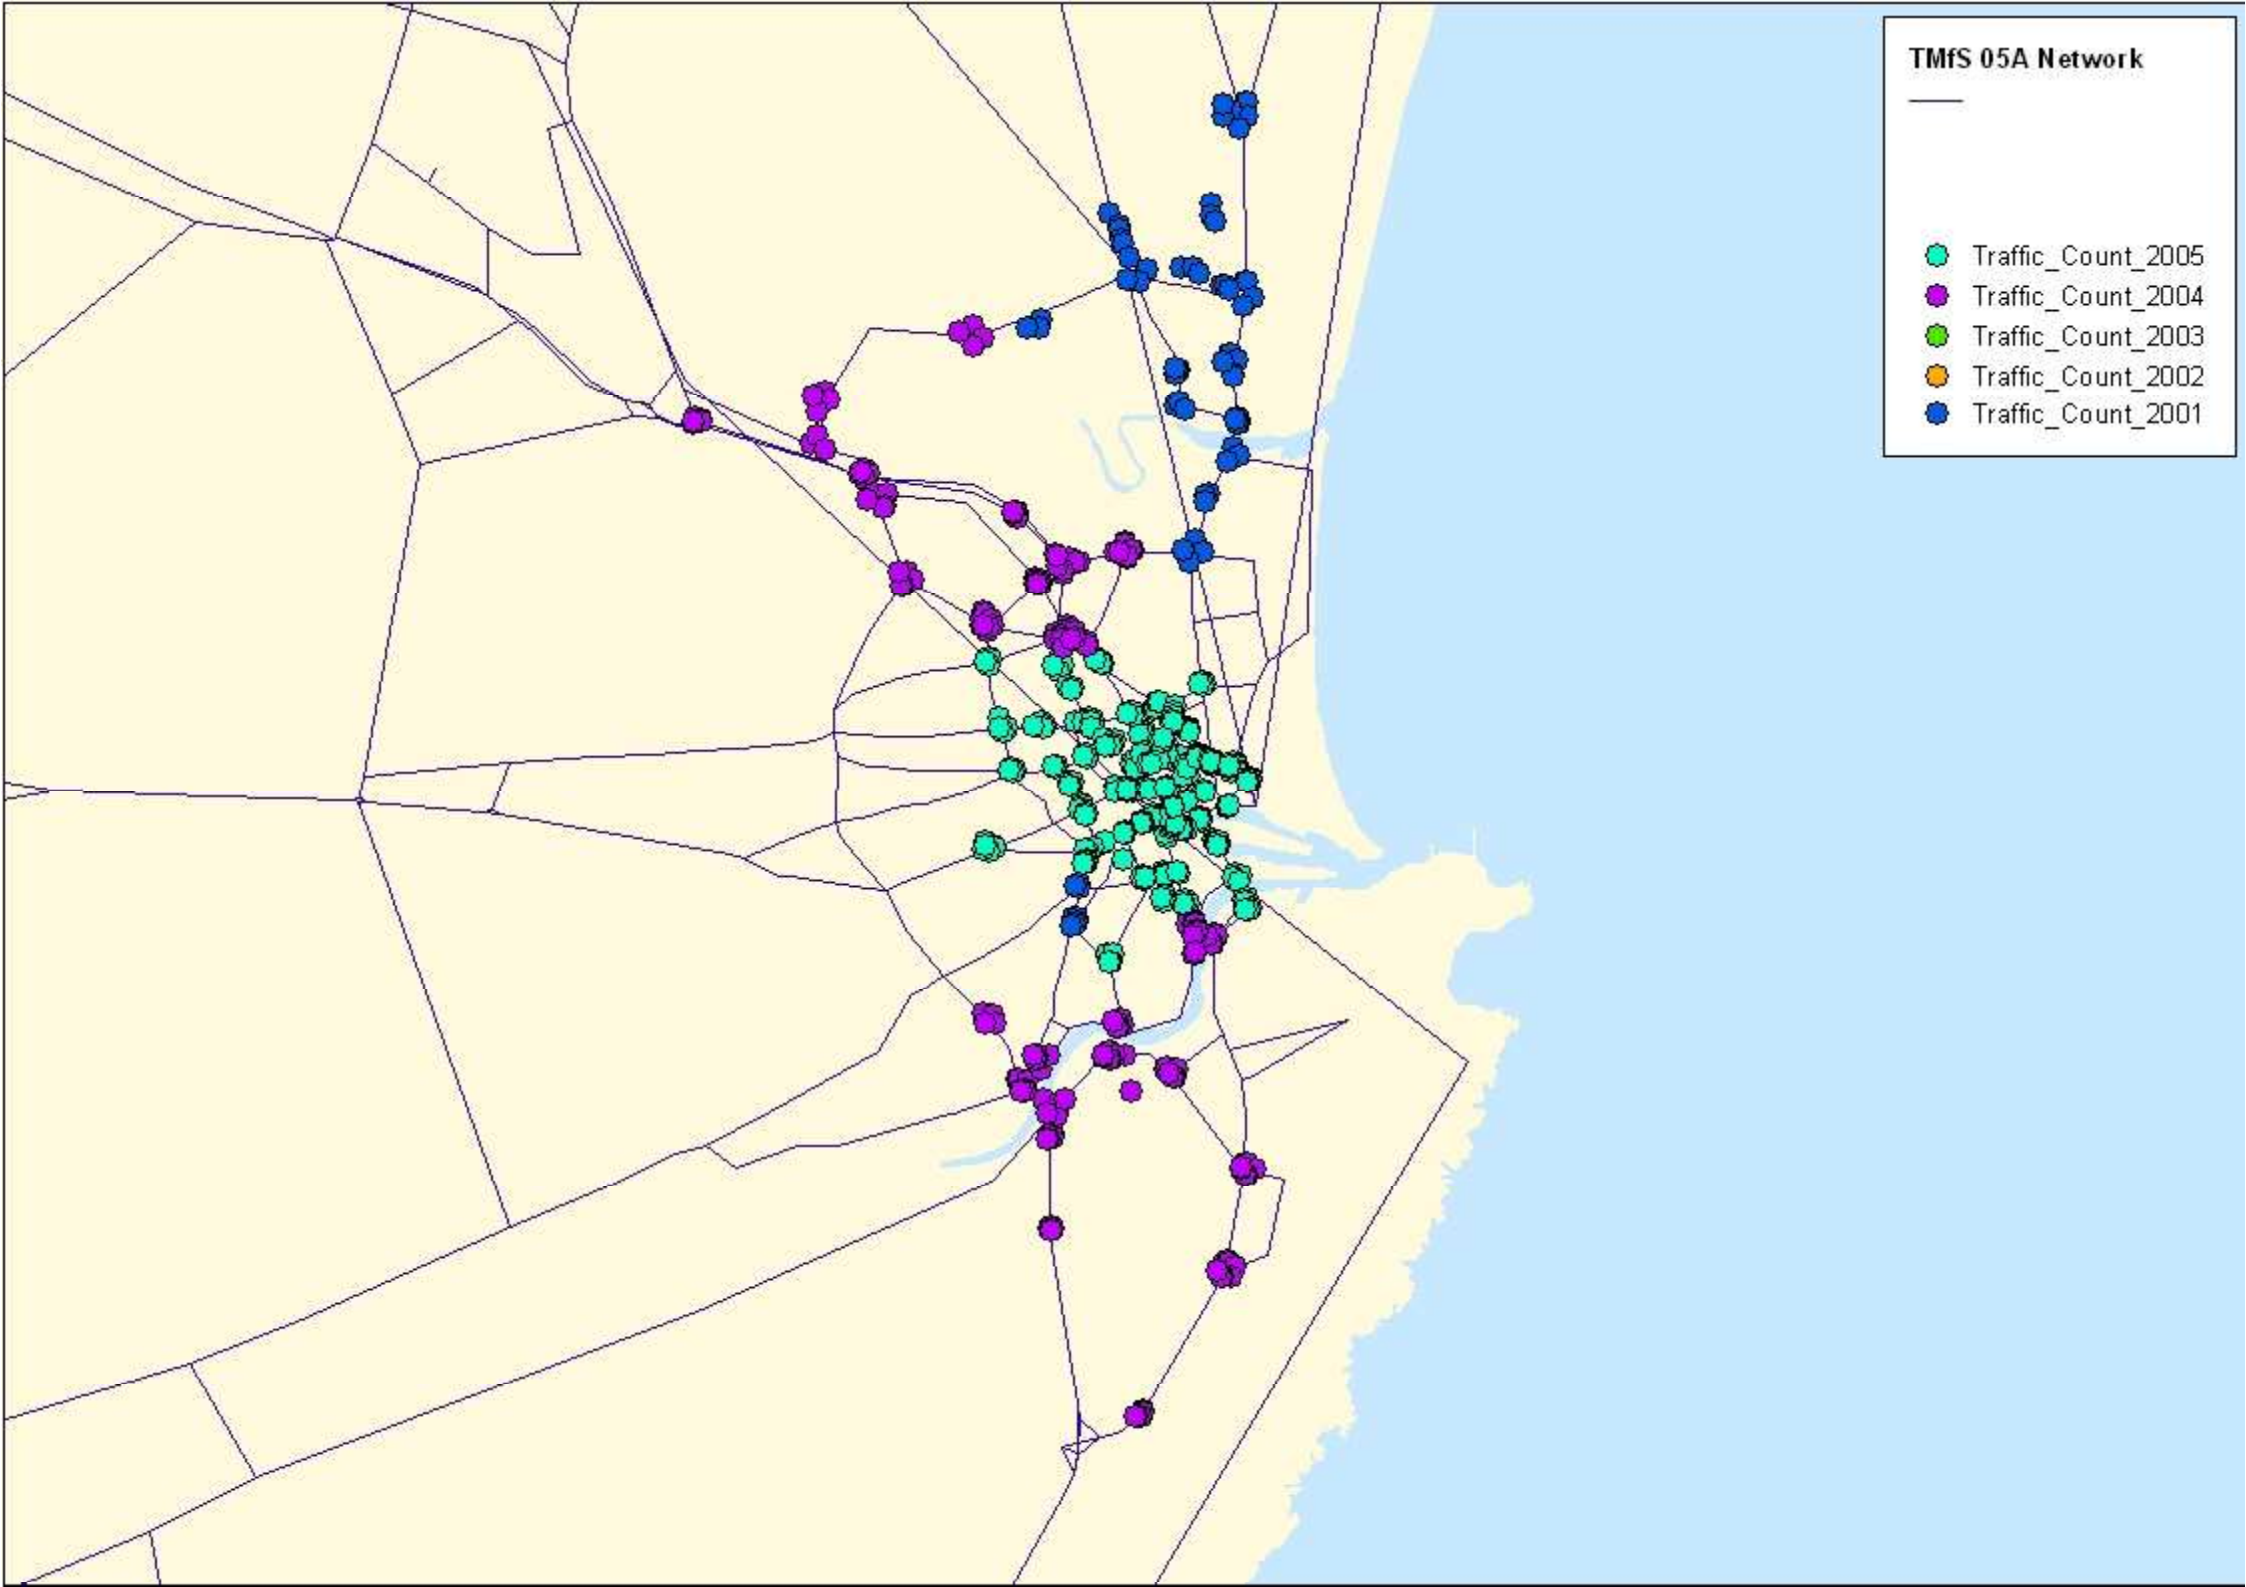 TMfS 05A Network
Traffic_Count_2005
Traffic_Count_2004
Traffic_Count_2003
Traffic_Count_2002
Traffic_Count_2001